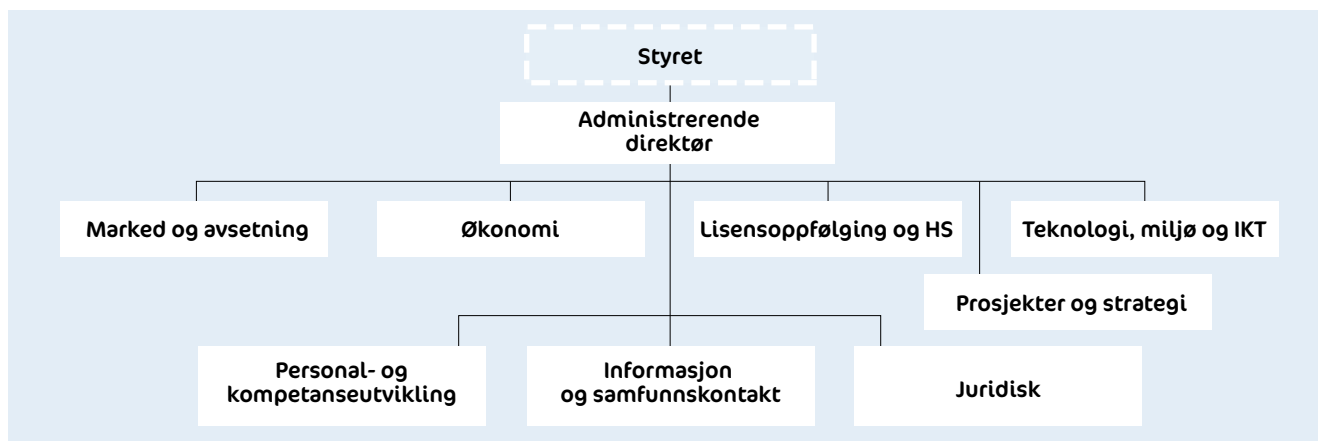 Styret
Administrerende
direktør
Marked og avsetning
Økonomi
Lisensoppfølging og HS
Teknologi, miljø og IKT
Prosjekter og strategi
Personal- og
kompetanseutvikling
Informasjon
og samfunnskontakt
Juridisk